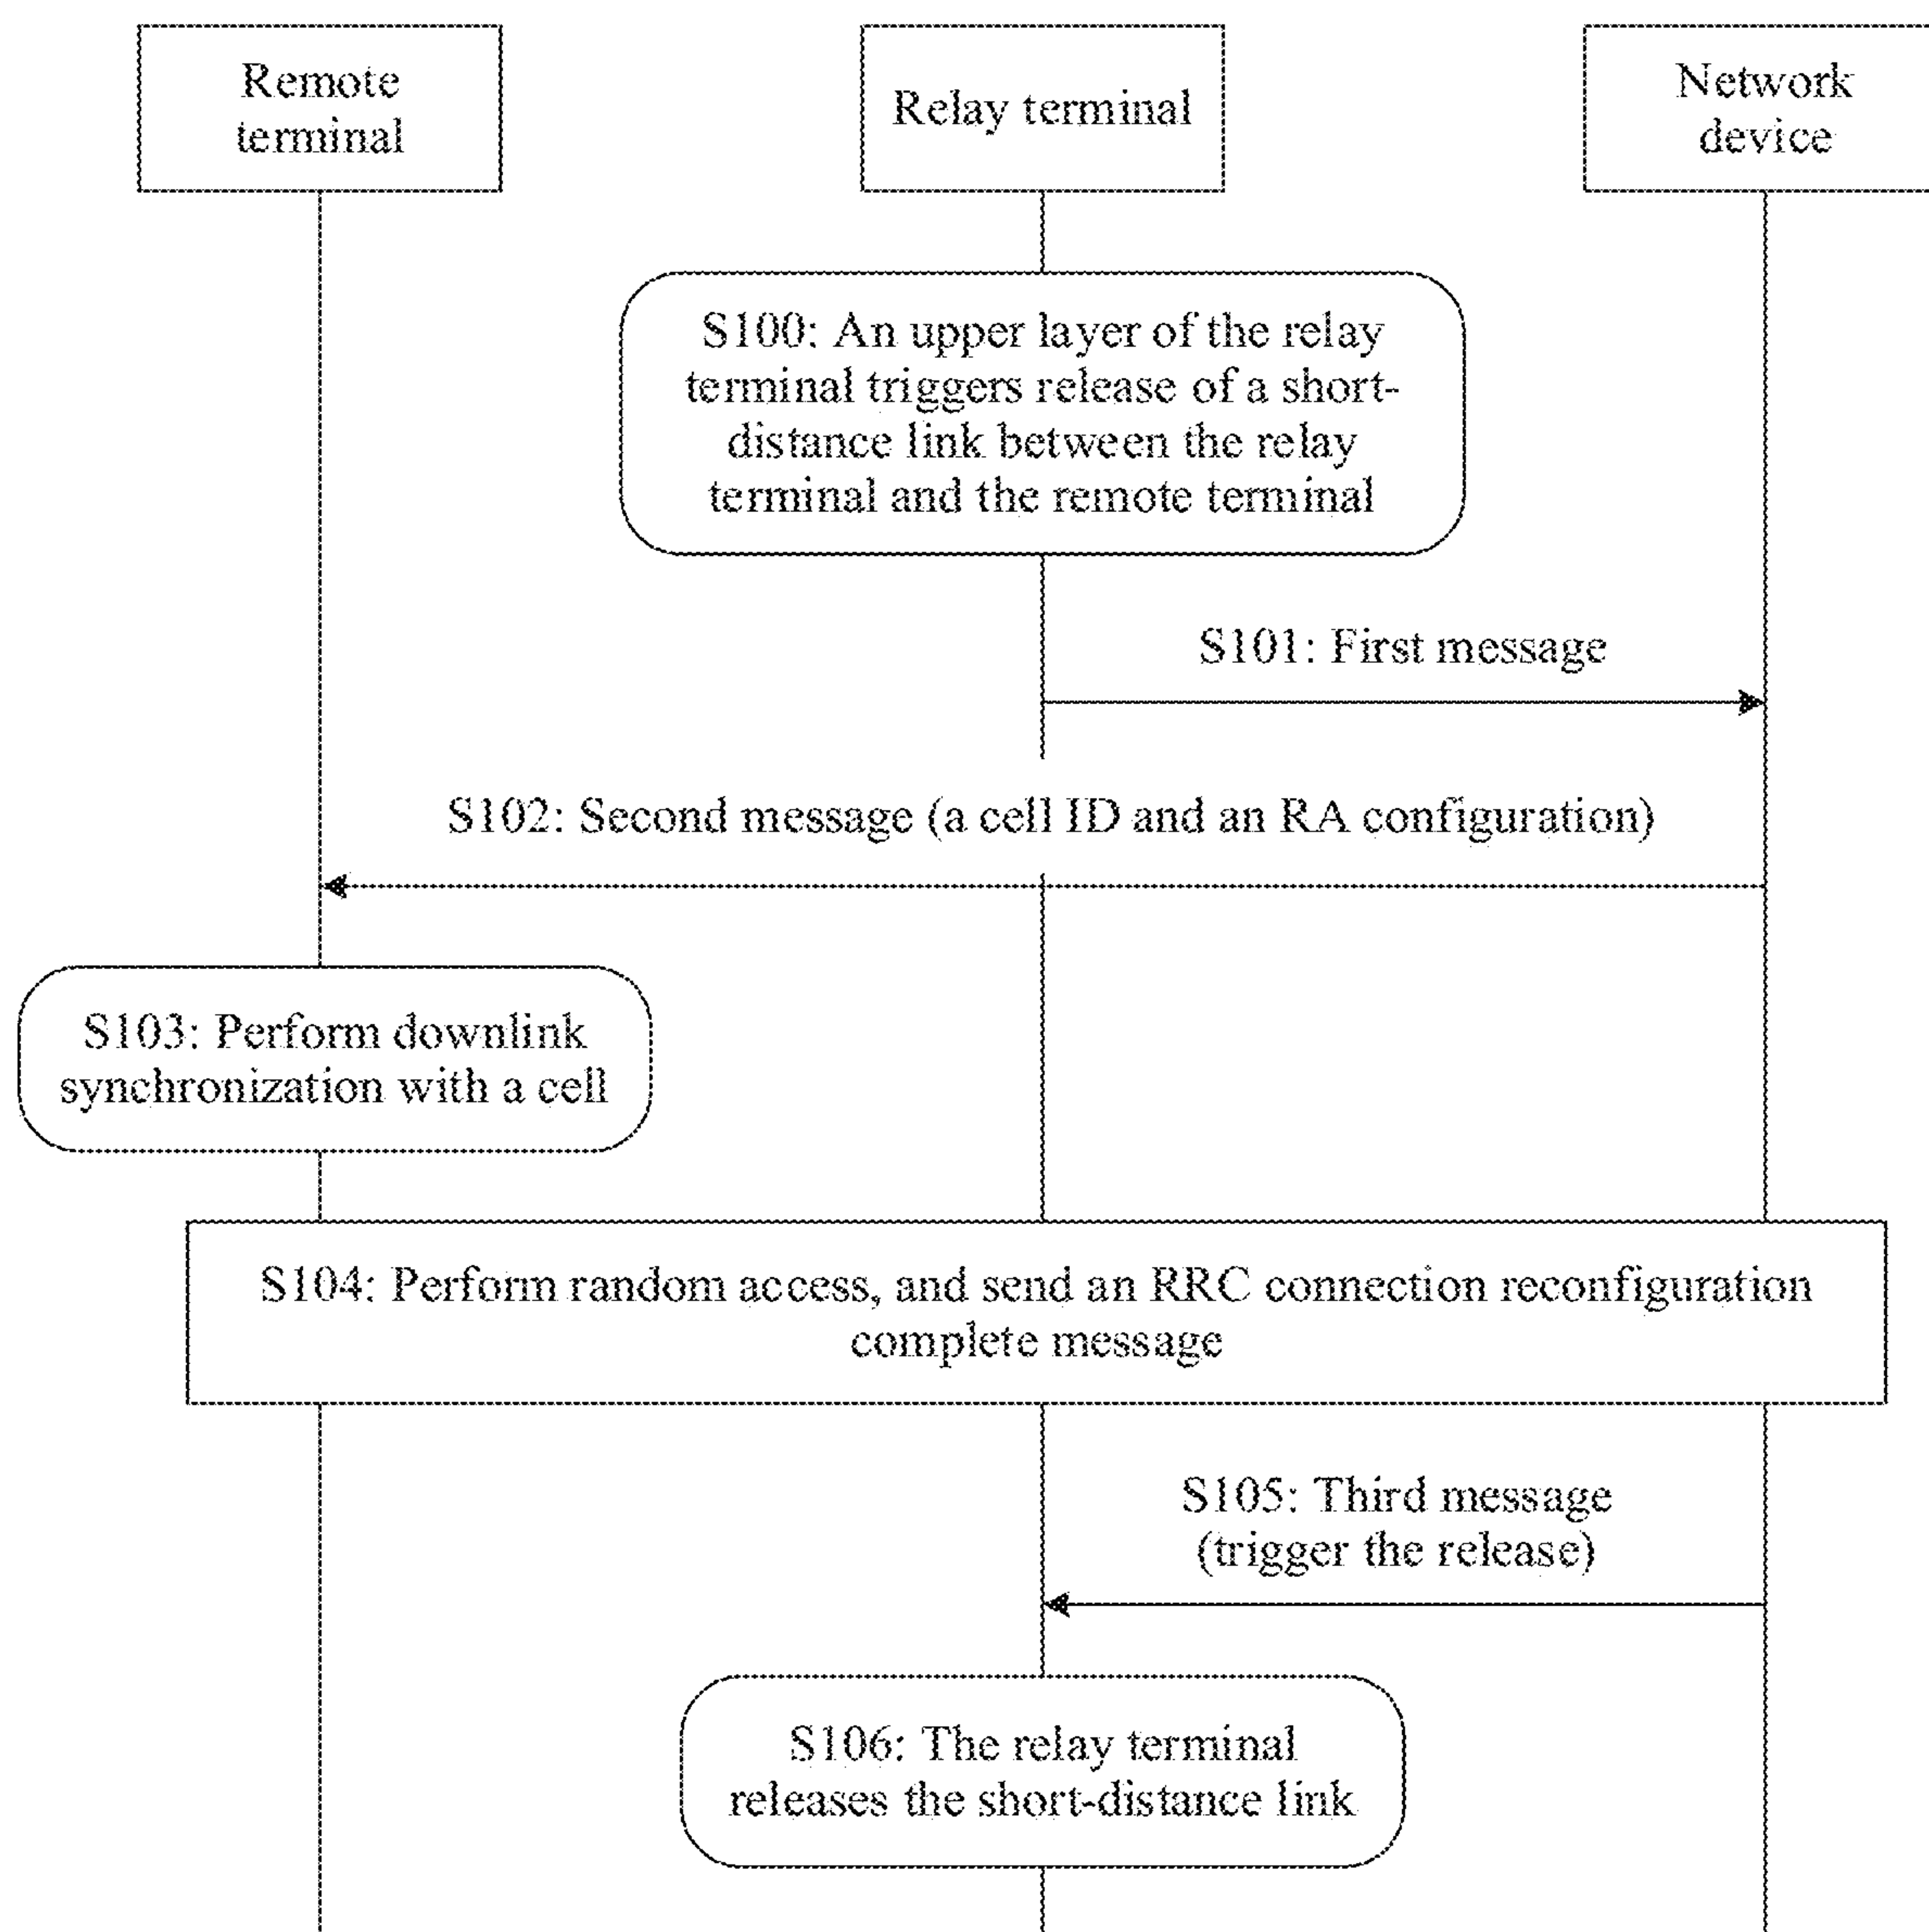 Remote
terminal
Relay terminal
Network
device
S100: An upper layer of the relay
terminal triggers release of a short-
distance link between the relay
terminal and the remote terminal
S101: First message
S102: Second message (a cell ID and an RA configuration)
S103: Perform downlink
synchronization with a cell
S104: Perform random access, and send an RRC connection reconfiguration
complete message
S105: Third message
(trigger the release)
S106: The relay terminal
releases the short-distance link